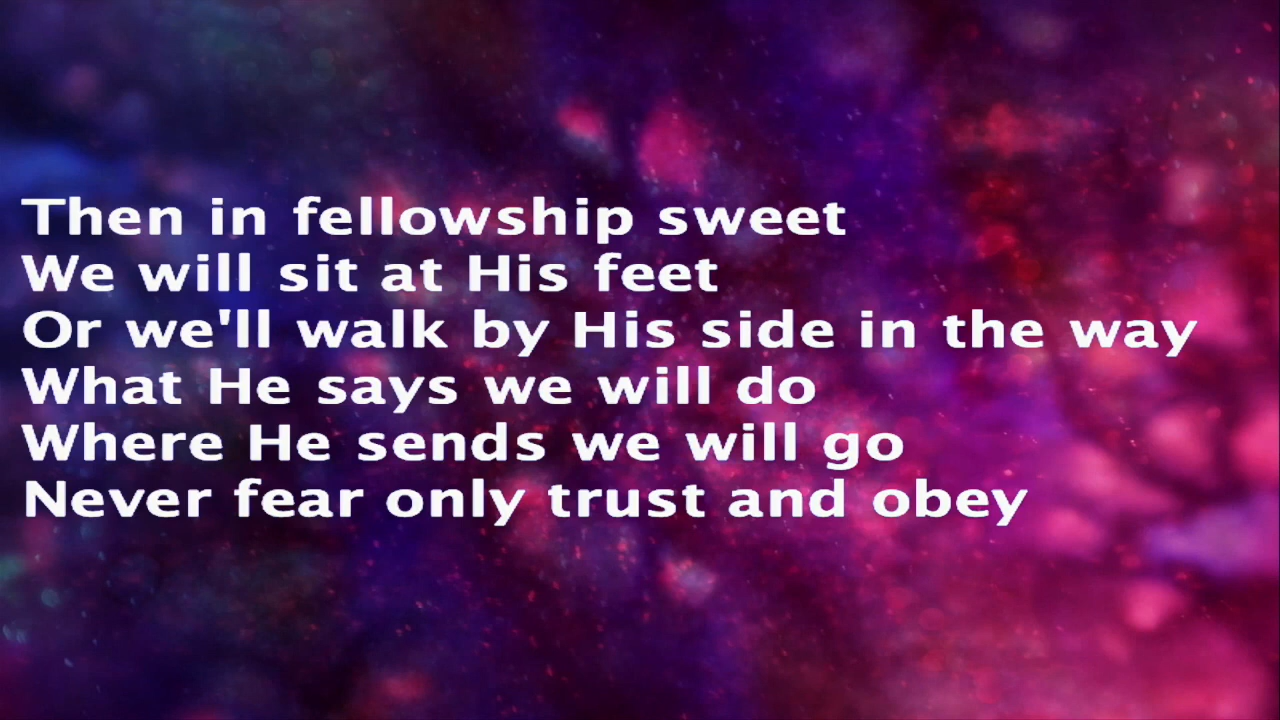 Then in fellowship sweet
We will sit at His feet
Or we'll walk by His side in the way
What He says we will do
Where He sends we will go
Never fear only trust and obey